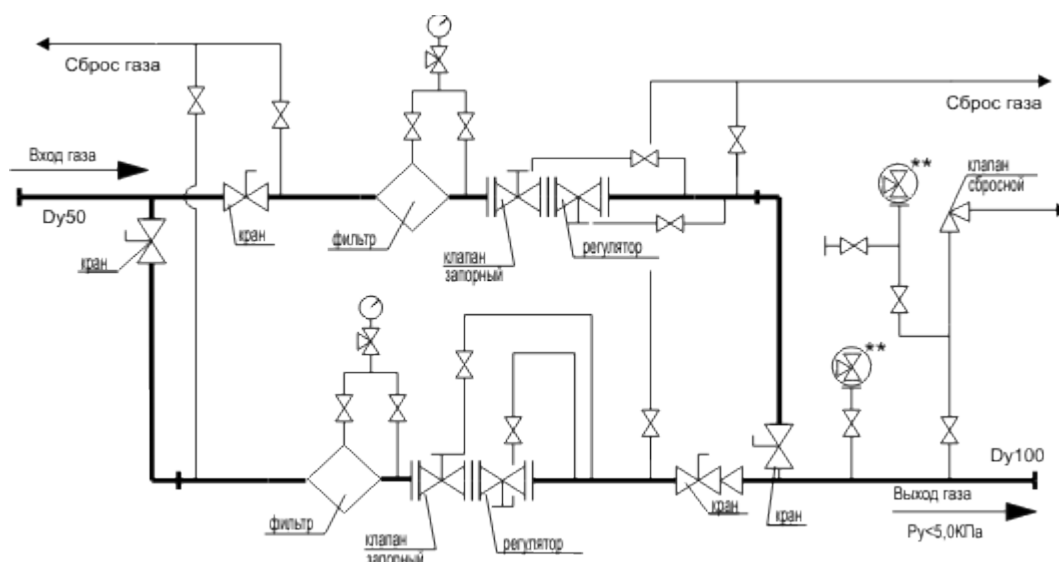 Сброс газа
Сброс газа
Вход газа
**
клапан
сбросной
Dy50
кран
фильтр
клапан
запорный
регулятор
кран
**
Dy100
Выход газа
фильтр
клапан
запорный
регулятор
кран
кран
Ру<5,0КПа